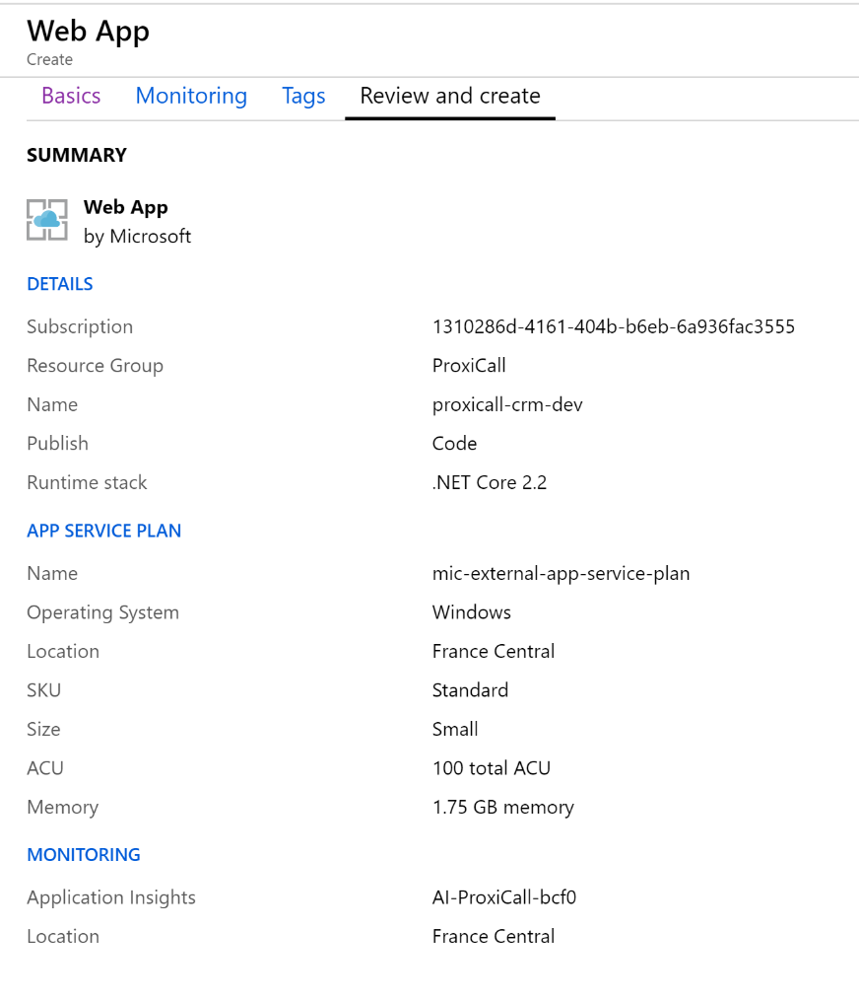 Web App
Create
Basics Monitoring Tags Review and create
SUMMARY
Web App
by Microsoft
DETAILS
Subscription 1310286d-4161-404b-b6eb-6a936fac3555
Resource Group ProxiCall
Name proxicall-crm-dev
Publish Code
Runtime stack .NET Core 2.2
APP SERVICE PLAN
Name mic-external-app-service-plan
Operating System Windows
Location France Central
SKU Standard
Size Small
ACU 100 total ACU
Memory 1.75 GB memory
MONITORING
Application Insights AI-ProxiCall-bcf0
Location France Central